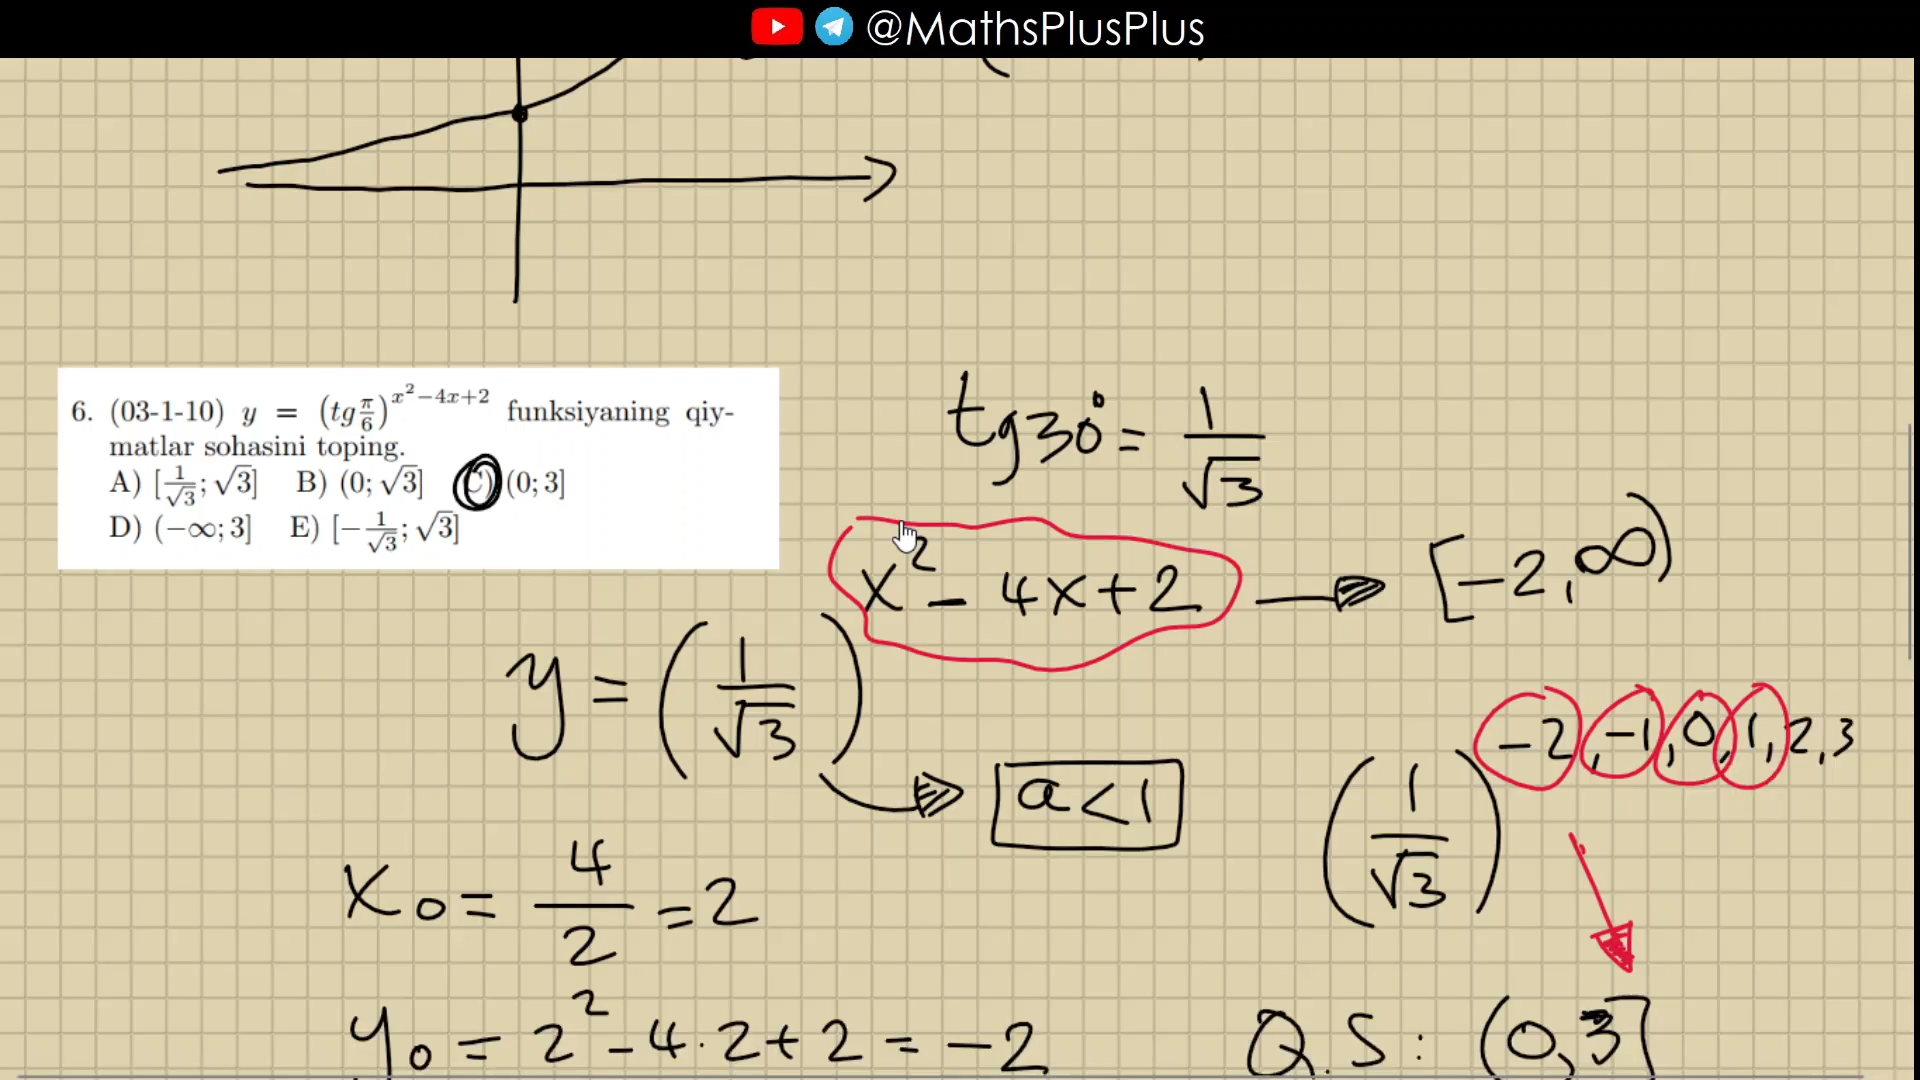 @MathsPlusPlus
6. (03-1-10) y = (tg π/6)^(x²−4x+2) funksiyaning qiy-
matlar sohasini toping.
A) [1/√3; √3] B) (0; √3] C) (0; 3]
D) (−∞; 3] E) [−1/√3; √3]
tg30° = 1/√3
x² − 4x + 2 → [−2, ∞)
y = (1/√3)
a < 1
−2, −1, 0, 1, 2, 3
(1/√3)
x₀ = 4/2 = 2
y₀ = 2² − 4·2 + 2 = −2
Q.S: (0,3]